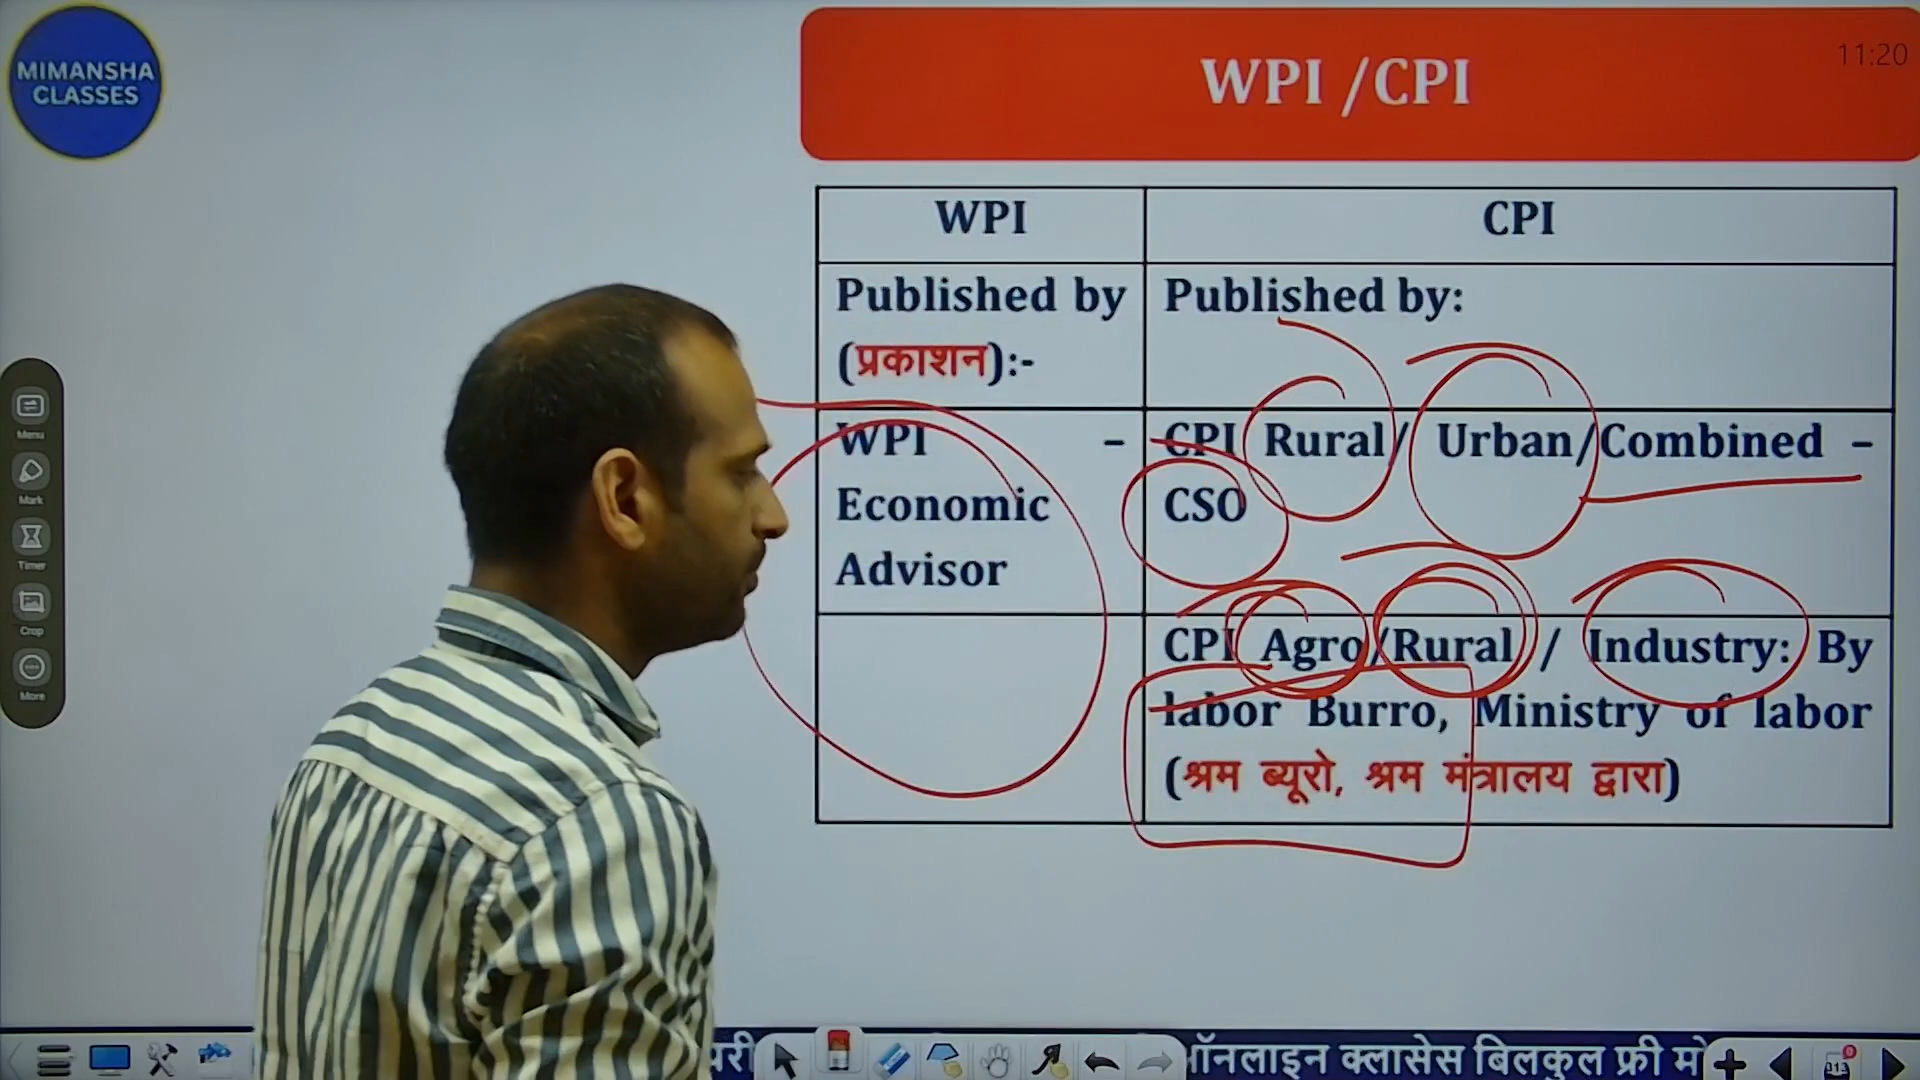 MIMANSHA
CLASSES
WPI /CPI
11:20
WPI
CPI
Published by
(प्रकाशन):-
Published by:
WPI –
Economic
Advisor
CPI Rural/ Urban/Combined –
CSO
CPI Agro/Rural / Industry: By
labor Burro, Ministry of labor
(श्रम ब्यूरो, श्रम मंत्रालय द्वारा)
Menu
Mark
Timer
Crop
More
ऑनलाइन क्लासेस बिलकुल फ्री